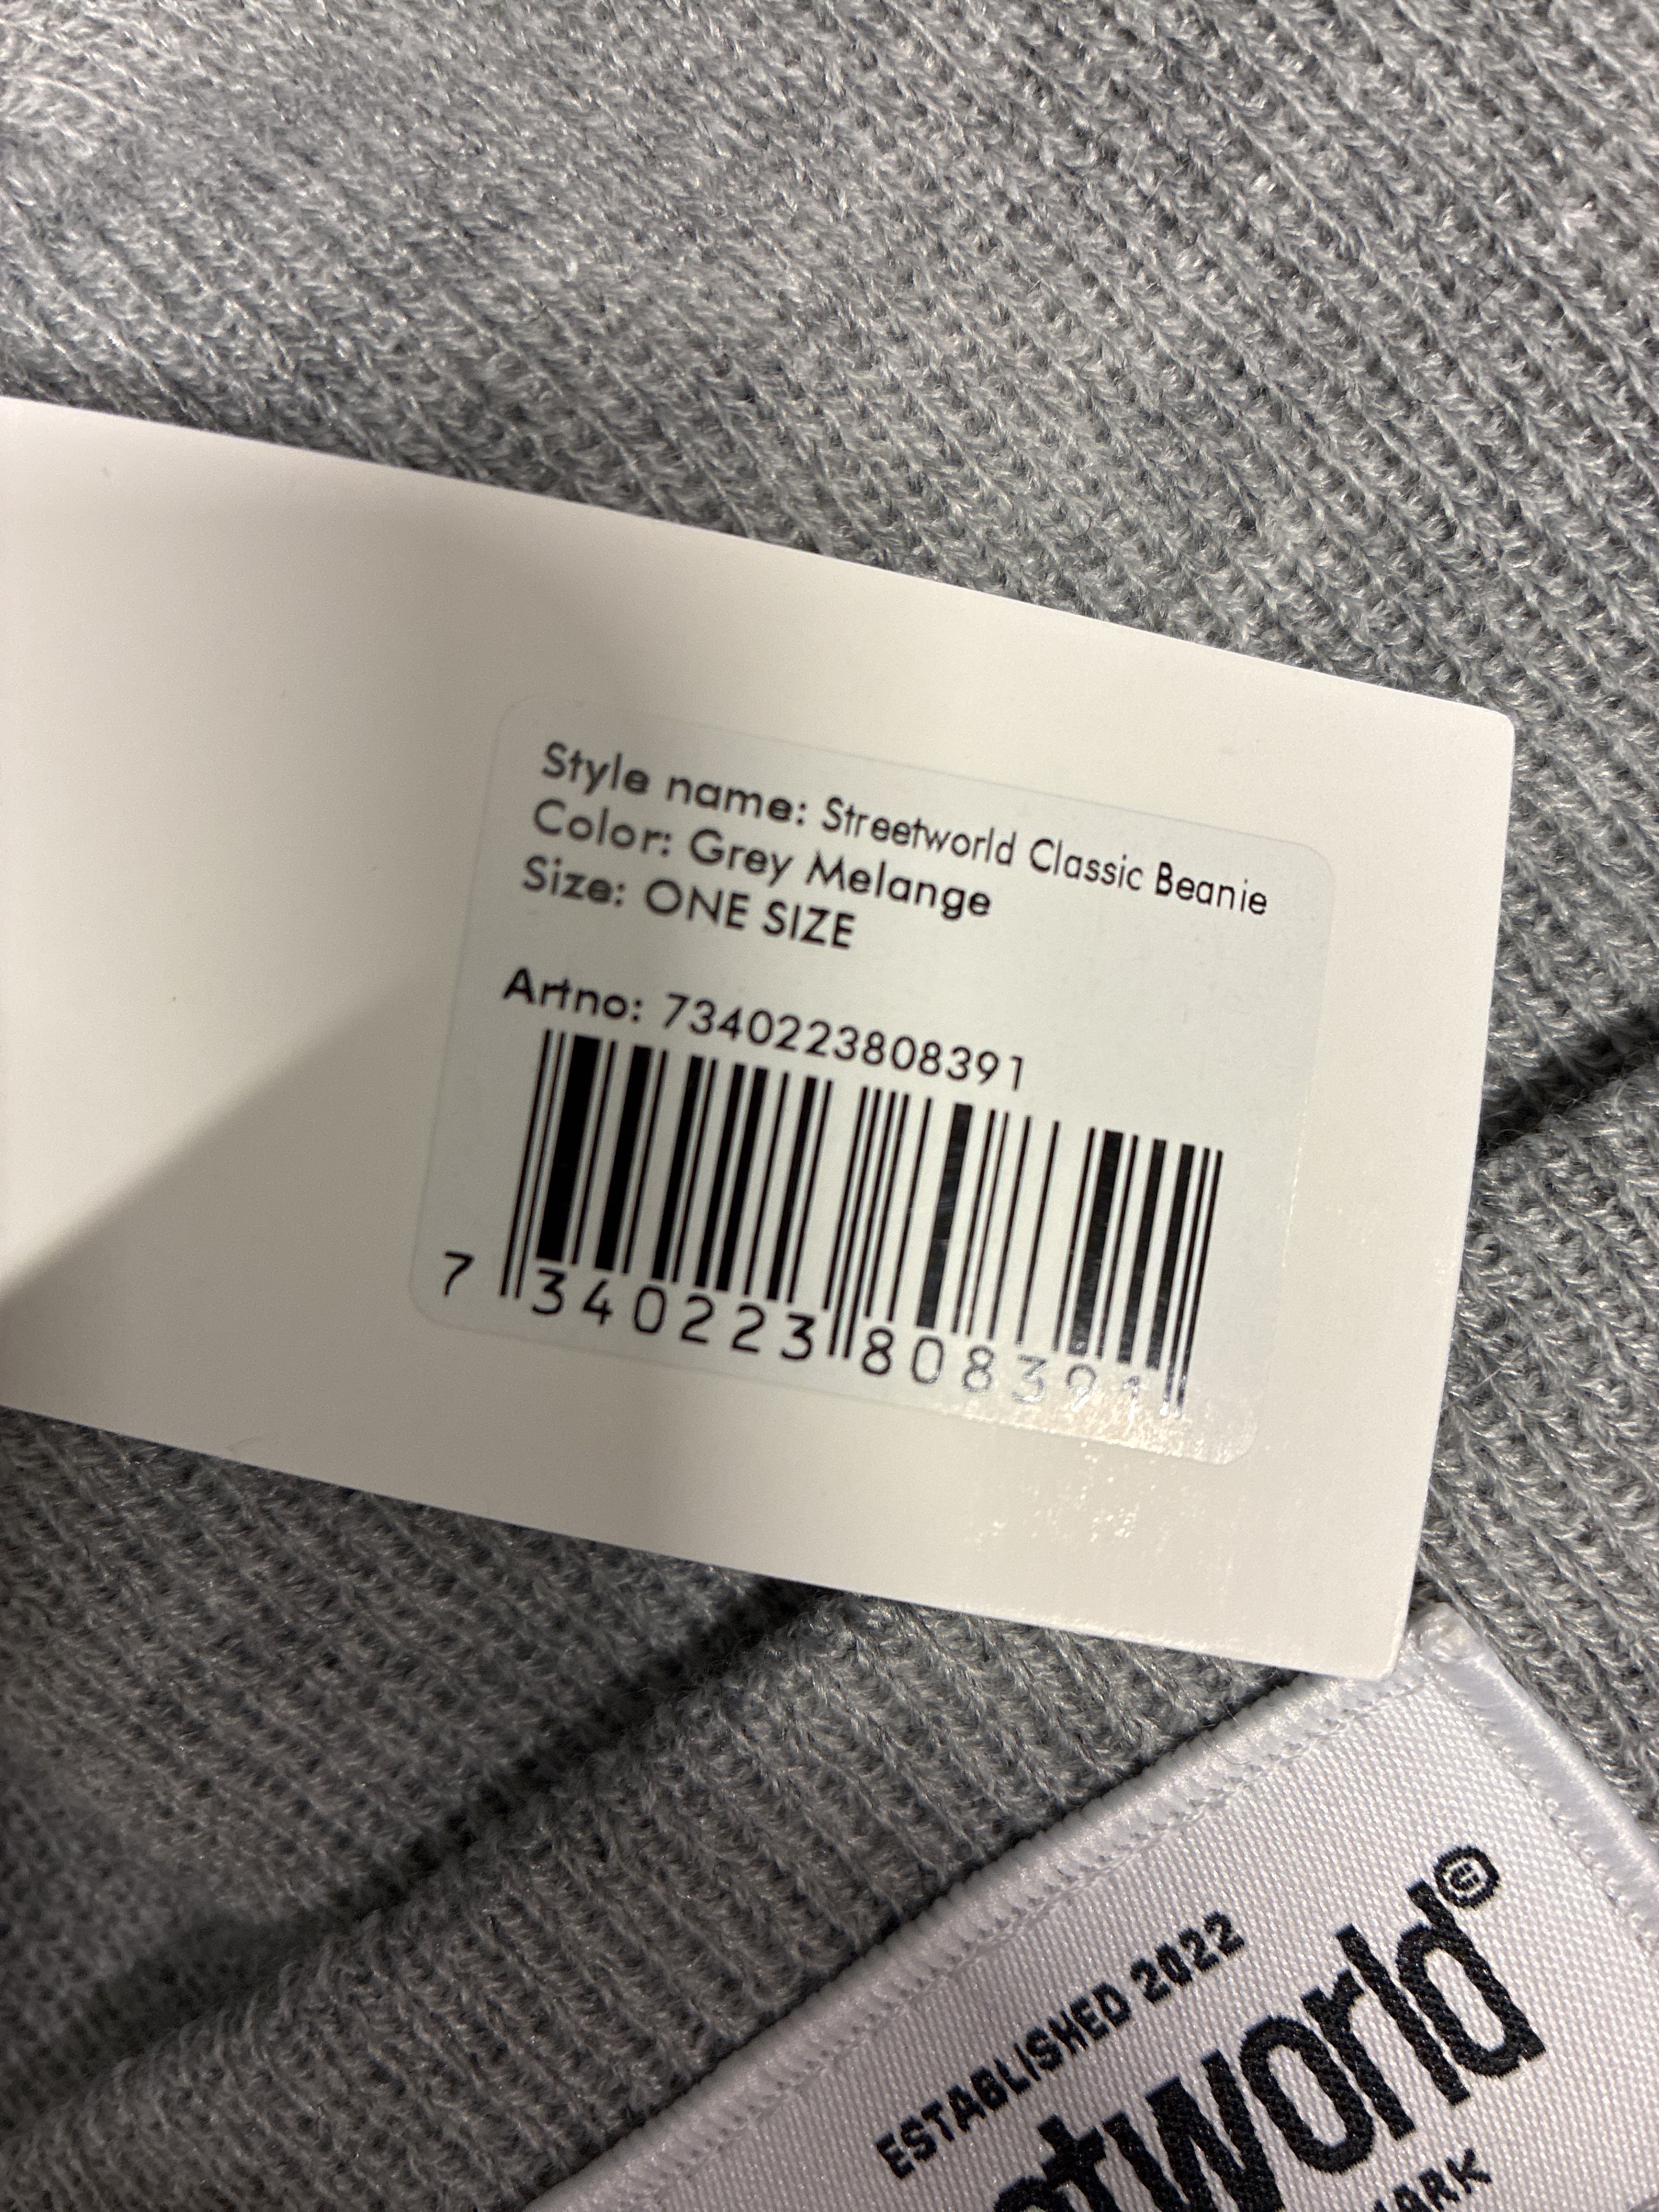 Style name: Streetworld Classic Beanie
Color: Grey Melange
Size: ONE SIZE
Artno: 7340223808391
7 340223 808391
ESTABLISHED 2022